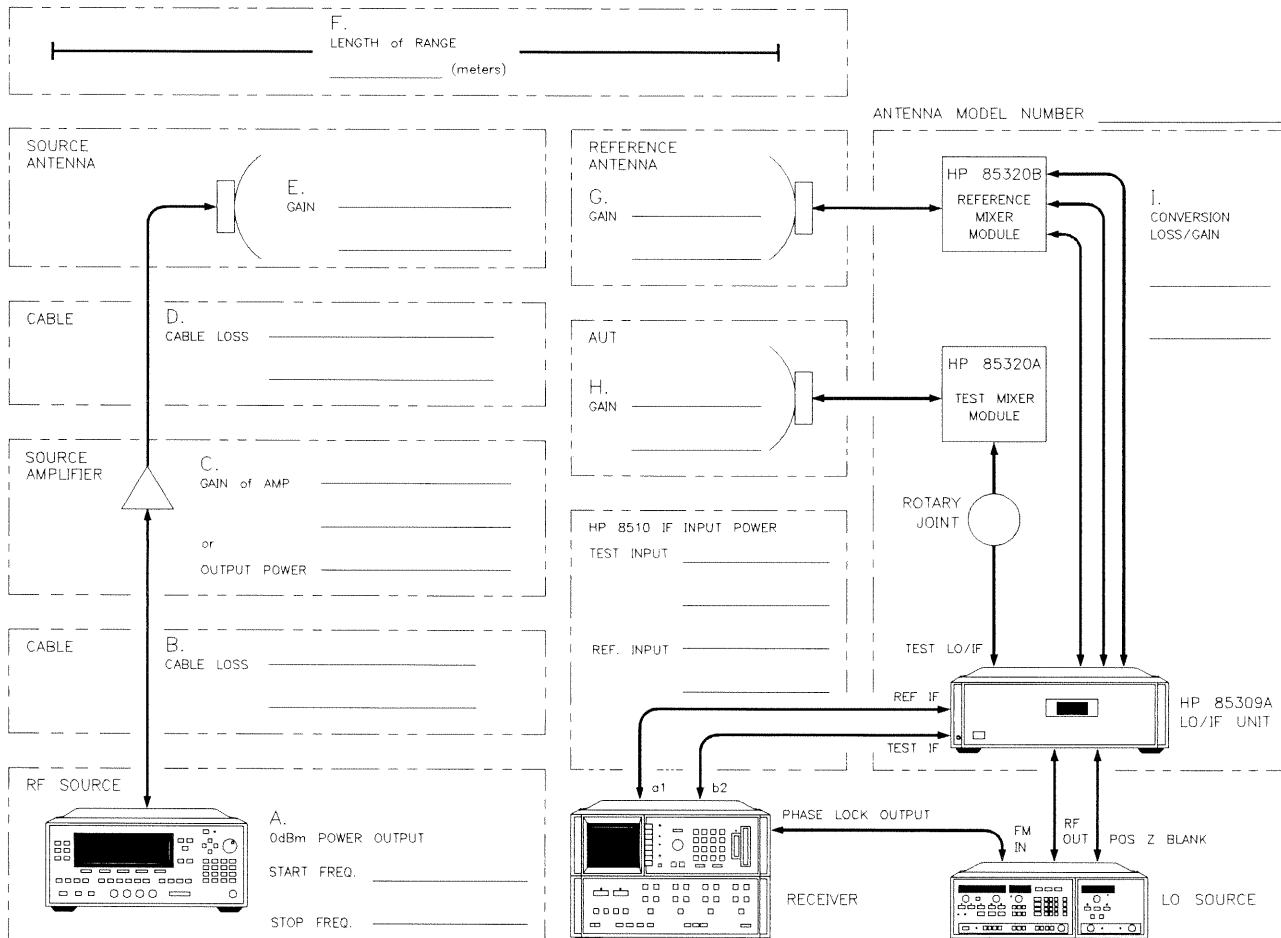 F.
LENGTH of RANGE
(meters)
ANTENNA MODEL NUMBER
SOURCE
ANTENNA
E.
GAIN
REFERENCE
ANTENNA
G.
GAIN
HP 85320B
REFERENCE
MIXER
MODULE
I.
CONVERSION
LOSS/GAIN
CABLE
D.
CABLE LOSS
AUT
H.
GAIN
HP 85320A
TEST MIXER
MODULE
SOURCE
AMPLIFIER
C.
GAIN of AMP
or
OUTPUT POWER
ROTARY
JOINT
HP 8510 IF INPUT POWER
TEST INPUT
REF. INPUT
CABLE
B.
CABLE LOSS
TEST LO/IF
REF IF
TEST IF
HP 85309A
LO/IF UNIT
RF SOURCE
A.
0dBm POWER OUTPUT
START FREQ.
STOP FREQ.
a1
b2
PHASE LOCK OUTPUT
FM
IN
RF
OUT
POS Z BLANK
RECEIVER
LO SOURCE